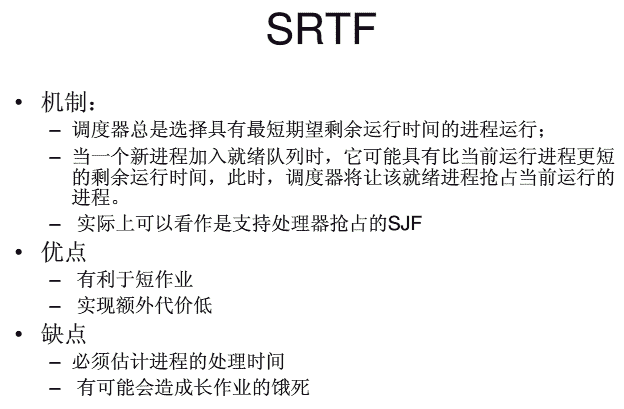 SRTF
• 机制：
– 调度器总是选择具有最短期望剩余运行时间的进程运行；
– 当一个新进程加入就绪队列时，它可能具有比当前运行进程更短
的剩余运行时间，此时，调度器将让该就绪进程抢占当前运行的
进程。
– 实际上可以看作是支持处理器抢占的SJF
• 优点
– 有利于短作业
– 实现额外代价低
• 缺点
– 必须估计进程的处理时间
– 有可能会造成长作业的饿死